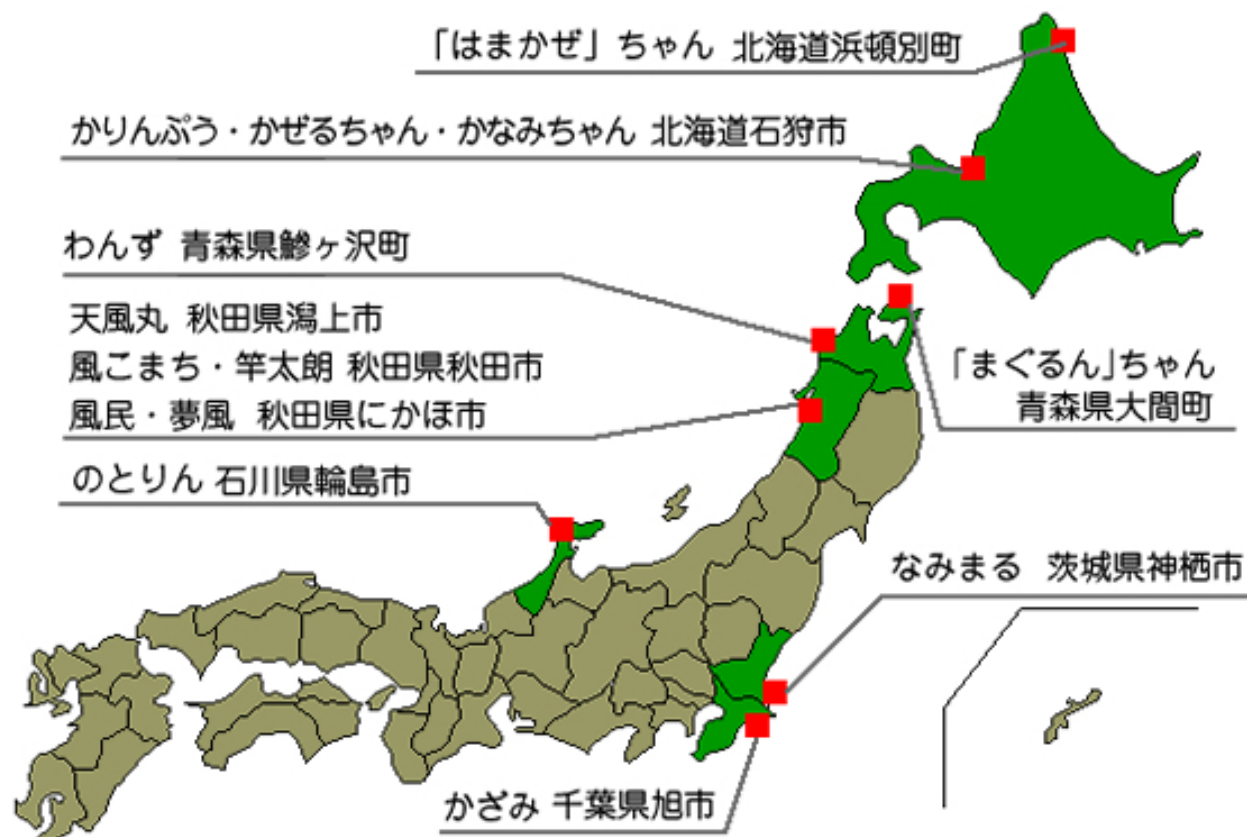 「はまかぜ」ちゃん 北海道浜頓別町
かりんぷう・かぜるちゃん・かなみちゃん 北海道石狩市
わんず 青森県鰺ヶ沢町
天風丸 秋田県潟上市
風こまち・竿太朗 秋田県秋田市
風民・夢風 秋田県にかほ市
「まぐるん」ちゃん
青森県大間町
のとりん 石川県輪島市
なみまる 茨城県神栖市
かざみ 千葉県旭市